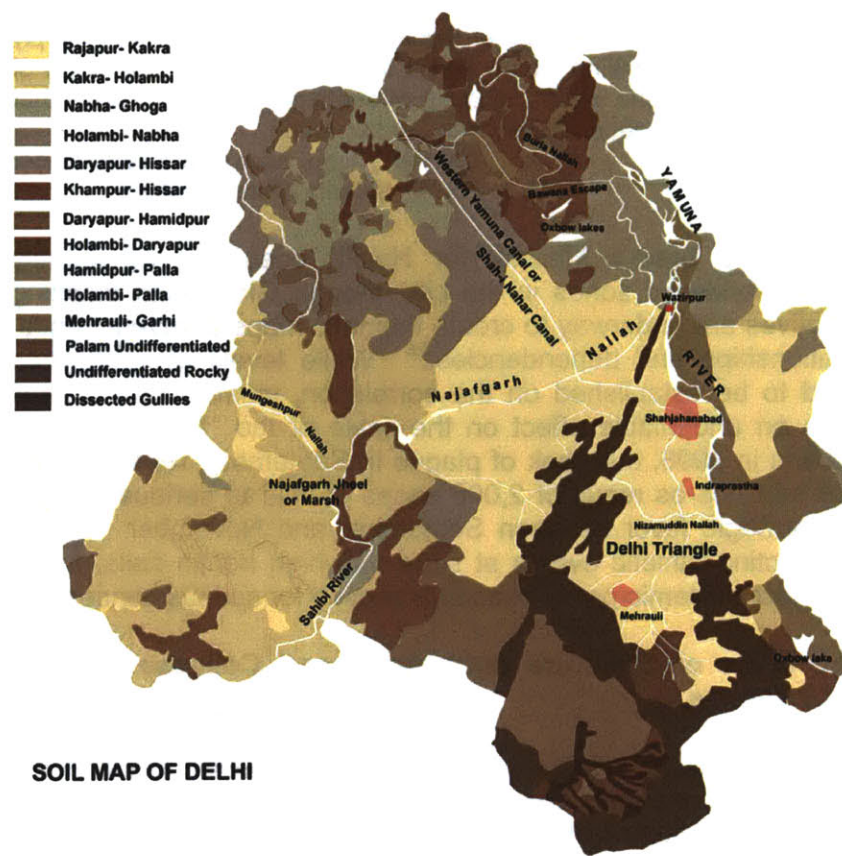 Rajapur- Kakra
Kakra- Holambi
Nabha- Ghoga
Holambi- Nabha
Daryapur- Hissar
Khampur- Hissar
Daryapur- Hamidpur
Holambi- Daryapur
Hamidpur- Palla
Holambi- Palla
Mehrauli- Garhi
Palam Undifferentiated
Undifferentiated Rocky
Dissected Gullies
Burla Nallah
Bawana Escape
YAMUNA
Western Yamuna Canal or
Shah-i Nahar Canal
Oxbow lakes
Wazirpur
Najafgarh Nallah
RIVER
Mungeshpur
Nallah
Shahjahanabad
Najafgarh Jheel
or Marsh
Indraprastha
Nizamuddin Nallah
Delhi Triangle
Sahibi River
Mehrauli
Oxbow lake
SOIL MAP OF DELHI